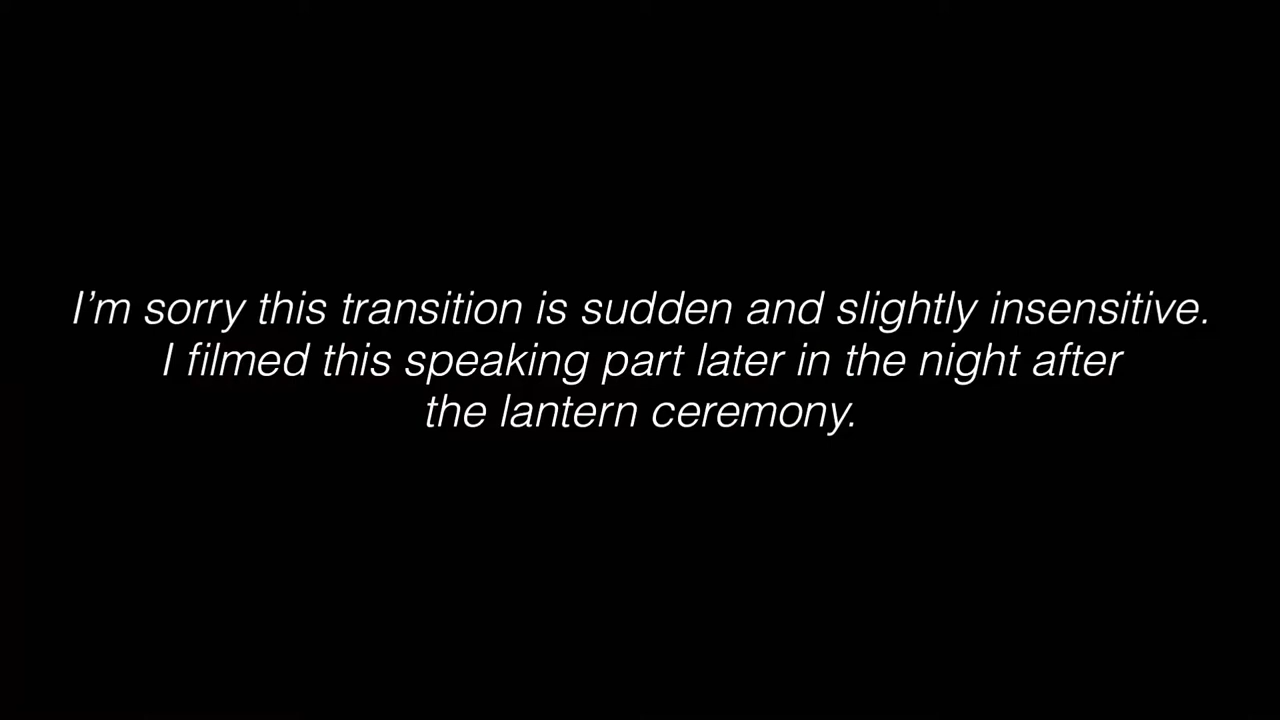 I’m sorry this transition is sudden and slightly insensitive.
I filmed this speaking part later in the night after
the lantern ceremony.